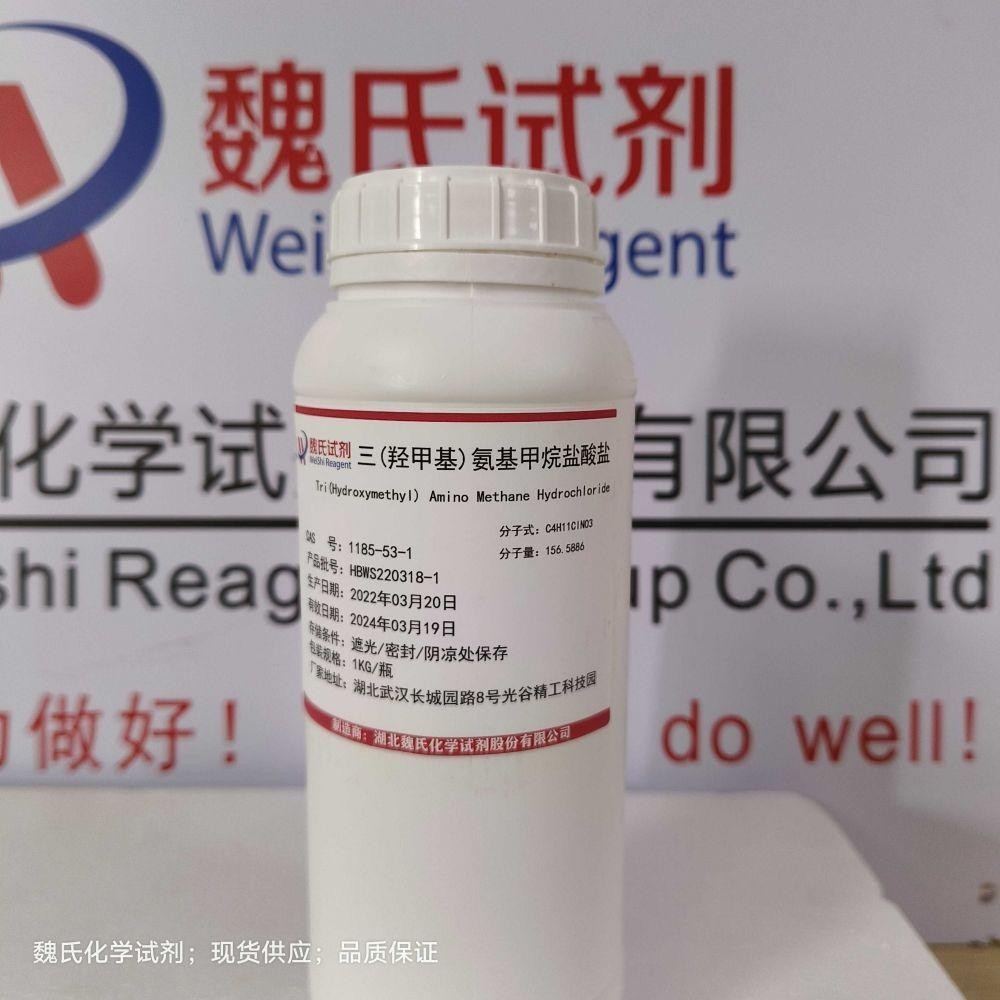 魏氏试剂
WeiShi Reagent
化学试 有限公司
shi Reag up Co.,Ltd
做好！ do well!
魏氏试剂
WeiShi Reagent
三(羟甲基)氨基甲烷盐酸盐
Tri(Hydroxymethyl) Amino Methane Hydrochloride
分子式：C4H11ClNO3
分子量：156.5886
CAS 号：1185-53-1
产品批号：HBWS220318-1
生产日期：2022年03月20日
有效日期：2024年03月19日
存储条件：遮光/密封/阴凉处保存
包装规格：1KG/瓶
厂家地址：湖北武汉长城园路8号光谷精工科技园
制造商：湖北魏氏化学试剂股份有限公司
魏氏化学试剂；现货供应；品质保证